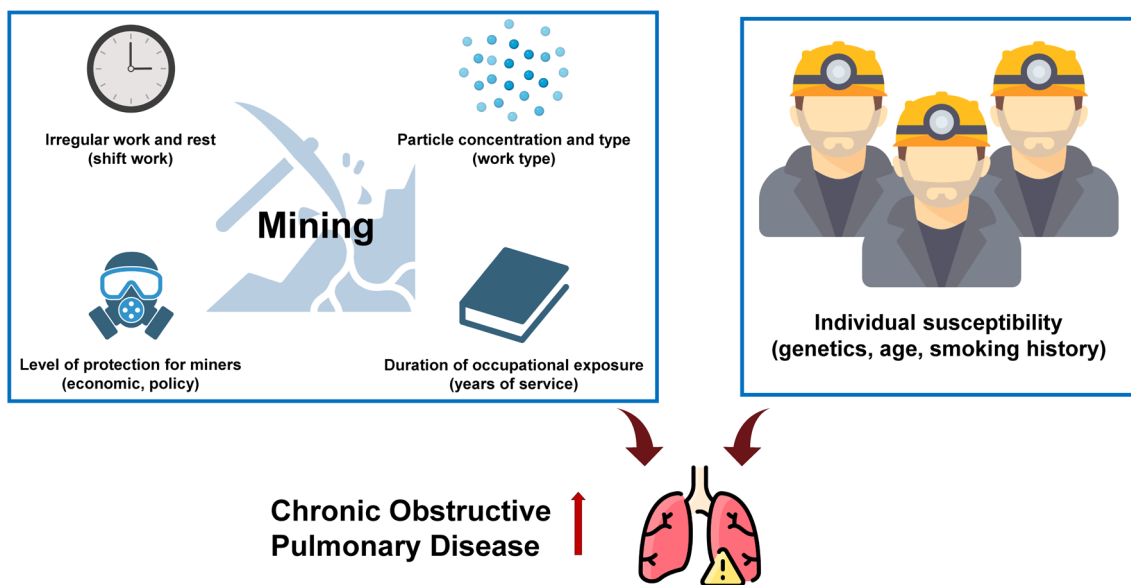 Irregular work and rest
(shift work)
Particle concentration and type
(work type)
Mining
Level of protection for miners
(economic, policy)
Duration of occupational exposure
(years of service)
Individual susceptibility
(genetics, age, smoking history)
Chronic Obstructive
Pulmonary Disease